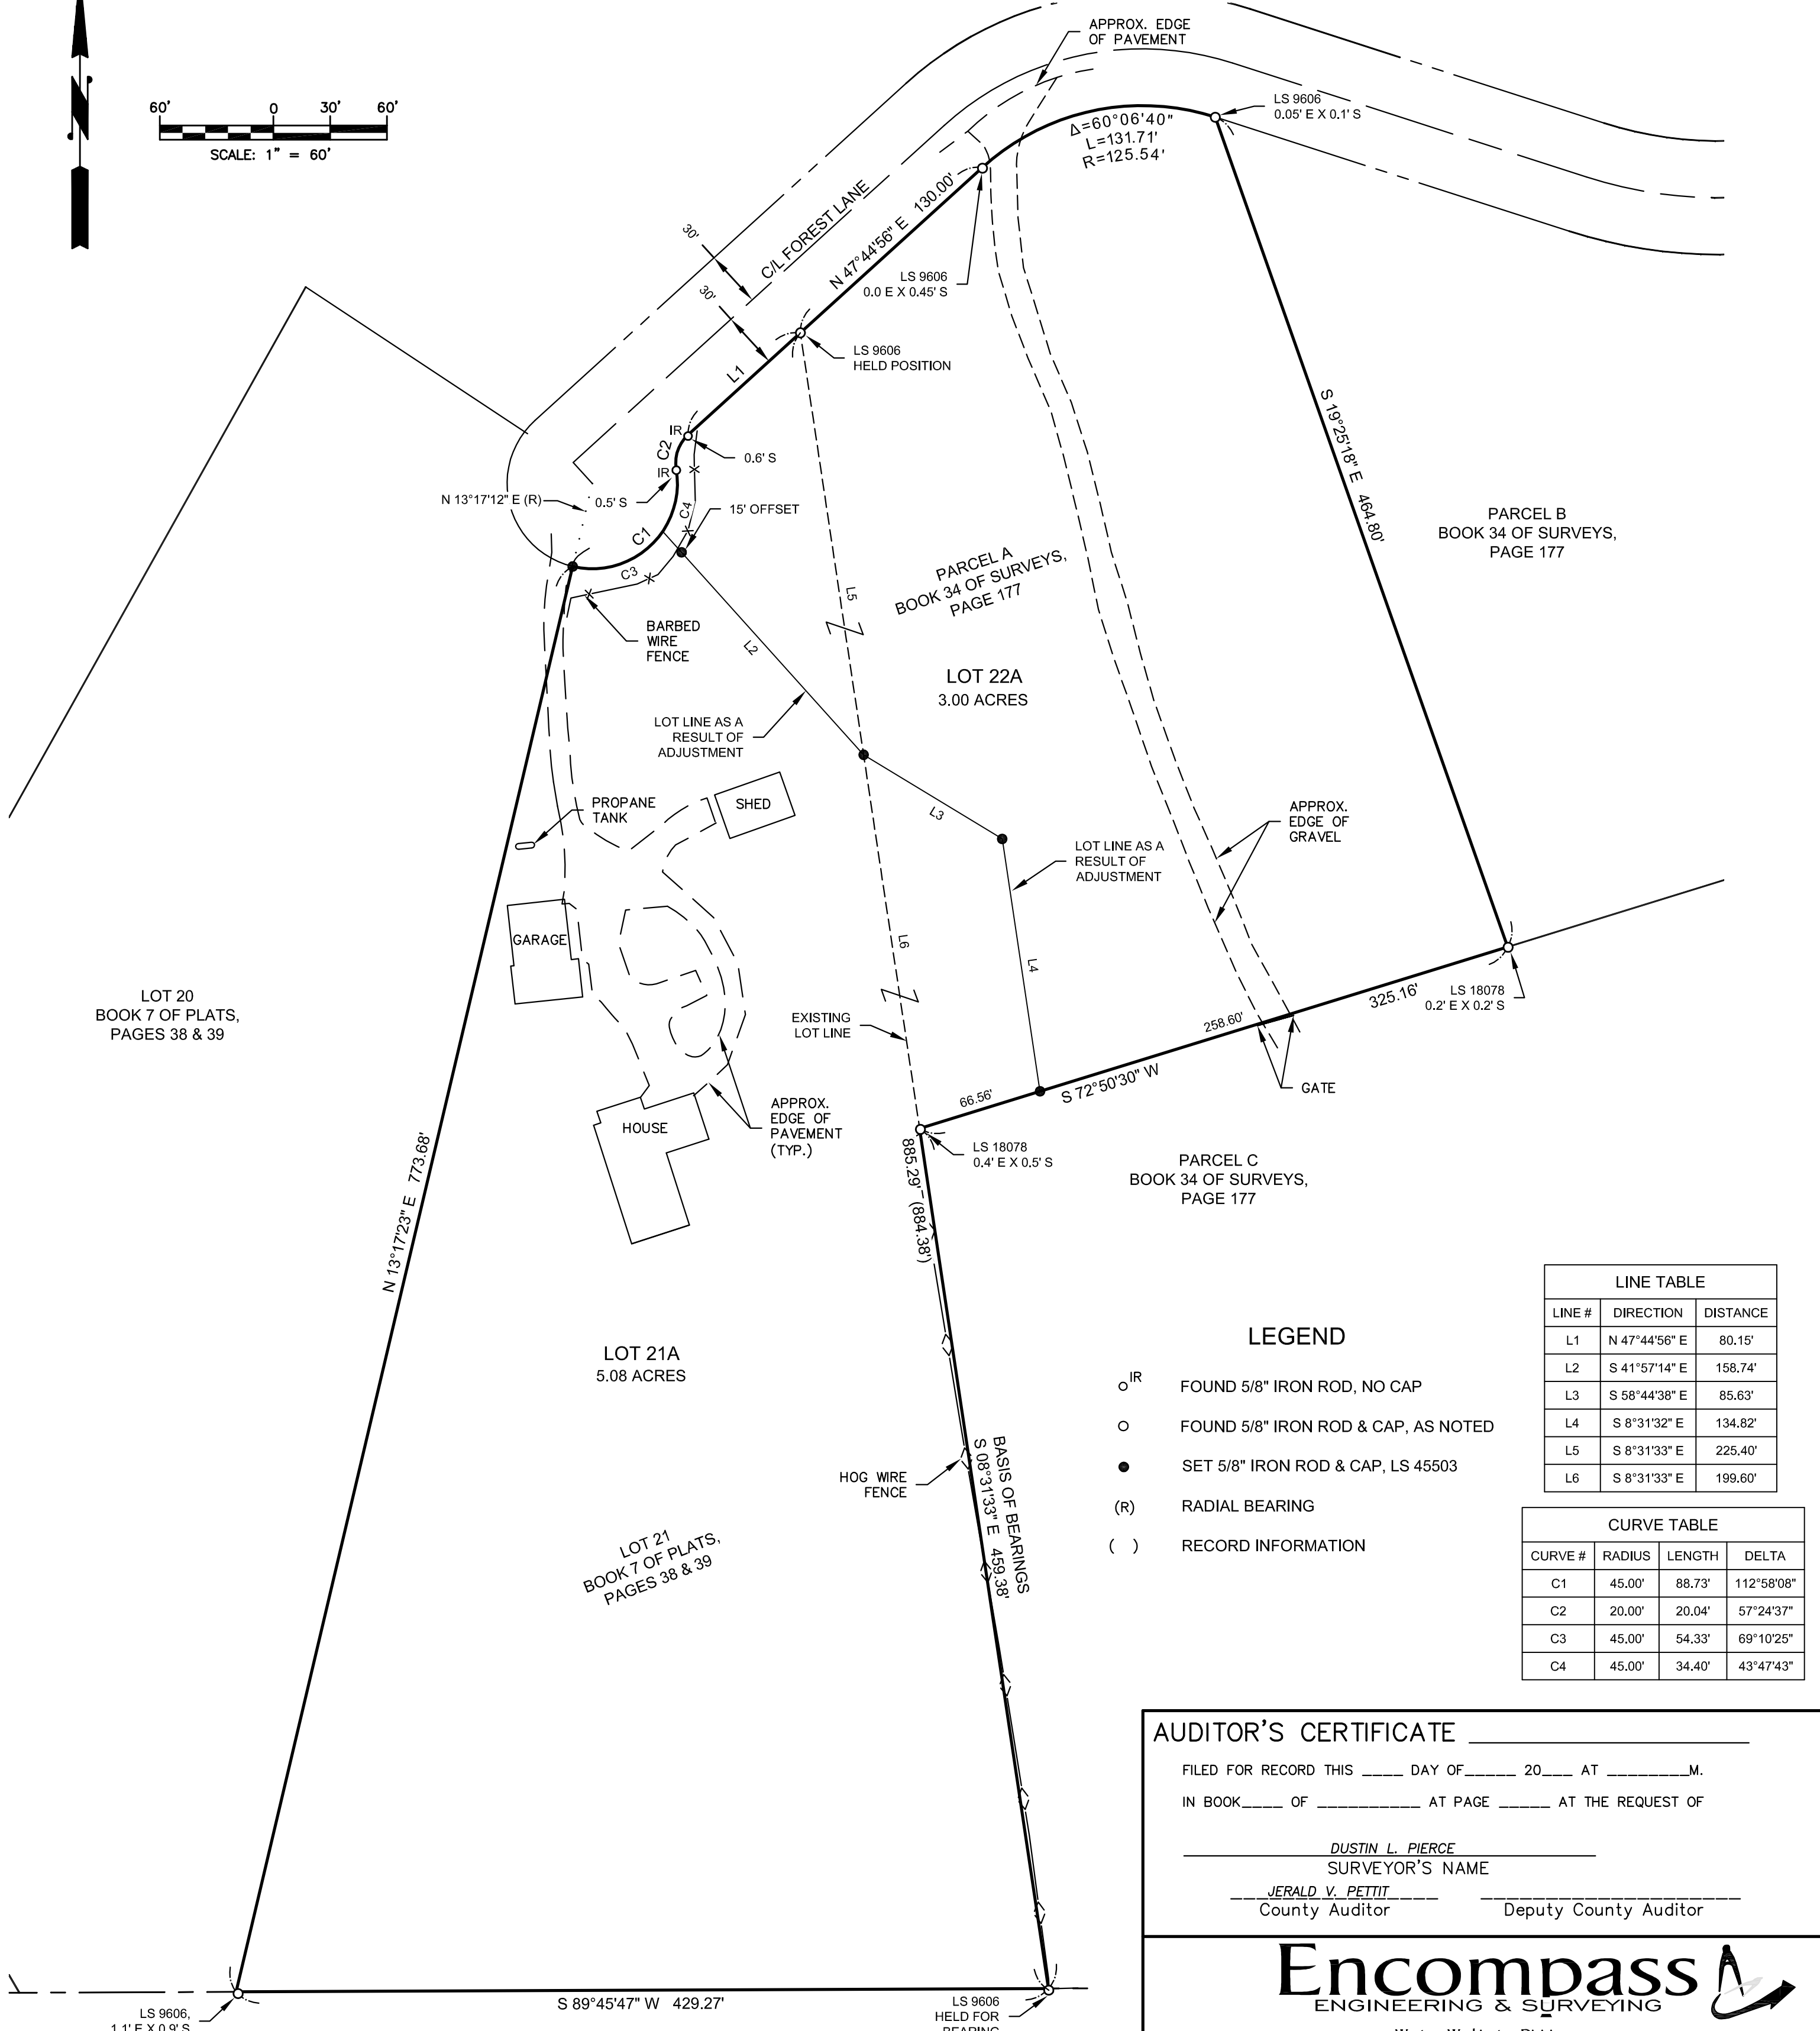 APPROX. EDGE
OF PAVEMENT
60' 0 30' 60'
SCALE: 1" = 60'
N
LS 9606
0.05' E X 0.1' S
Δ=60°06'40"
L=131.71'
R=125.54'
30'
C/L FOREST LANE
30'
N 47°44'56" E 130.00'
LS 9606
0.0 E X 0.45' S
LS 9606
HELD POSITION
L1
IR
C2
0.6' S
IR
N 13°17'12" E (R)
0.5' S
C4
15' OFFSET
C1
C3
S 19°25'18" E 464.80'
PARCEL B
BOOK 34 OF SURVEYS,
PAGE 177
PARCEL A
BOOK 34 OF SURVEYS,
PAGE 177
L5
BARBED
WIRE
FENCE
L2
LOT 22A
3.00 ACRES
LOT LINE AS A
RESULT OF
ADJUSTMENT
PROPANE
TANK
SHED
L3
APPROX.
EDGE OF
GRAVEL
LOT LINE AS A
RESULT OF
ADJUSTMENT
GARAGE
L6
L4
LOT 20
BOOK 7 OF PLATS,
PAGES 38 & 39
EXISTING
LOT LINE
325.16'
LS 18078
0.2' E X 0.2' S
258.60'
GATE
66.56'
S 72°50'30" W
APPROX.
EDGE OF
PAVEMENT
(TYP.)
HOUSE
LS 18078
0.4' E X 0.5' S
PARCEL C
BOOK 34 OF SURVEYS,
PAGE 177
885.29' (884.38')
N 13°17'23" E 773.68'
LOT 21A
5.08 ACRES
LEGEND
IR FOUND 5/8" IRON ROD, NO CAP
FOUND 5/8" IRON ROD & CAP, AS NOTED
SET 5/8" IRON ROD & CAP, LS 45503
(R) RADIAL BEARING
( ) RECORD INFORMATION
LINE TABLE
LINE # DIRECTION DISTANCE
L1 N 47°44'56" E 80.15'
L2 S 41°57'14" E 158.74'
L3 S 58°44'38" E 85.63'
L4 S 8°31'32" E 134.82'
L5 S 8°31'33" E 225.40'
L6 S 8°31'33" E 199.60'
CURVE TABLE
CURVE # RADIUS LENGTH DELTA
C1 45.00' 88.73' 112°58'08"
C2 20.00' 20.04' 57°24'37"
C3 45.00' 54.33' 69°10'25"
C4 45.00' 34.40' 43°47'43"
HOG WIRE
FENCE
BASIS OF BEARINGS
S 08°31'33" E 459.38'
LOT 21
BOOK 7 OF PLATS,
PAGES 38 & 39
AUDITOR'S CERTIFICATE ____________
FILED FOR RECORD THIS ____ DAY OF_____ 20___ AT ________M.
IN BOOK____ OF __________ AT PAGE _____ AT THE REQUEST OF
DUSTIN L. PIERCE
SURVEYOR'S NAME
JERALD V. PETTIT
County Auditor Deputy County Auditor
Encompass
ENGINEERING & SURVEYING
S 89°45'47" W 429.27'
LS 9606,
1.1' E X 0.9' S
LS 9606
HELD FOR
BEARING